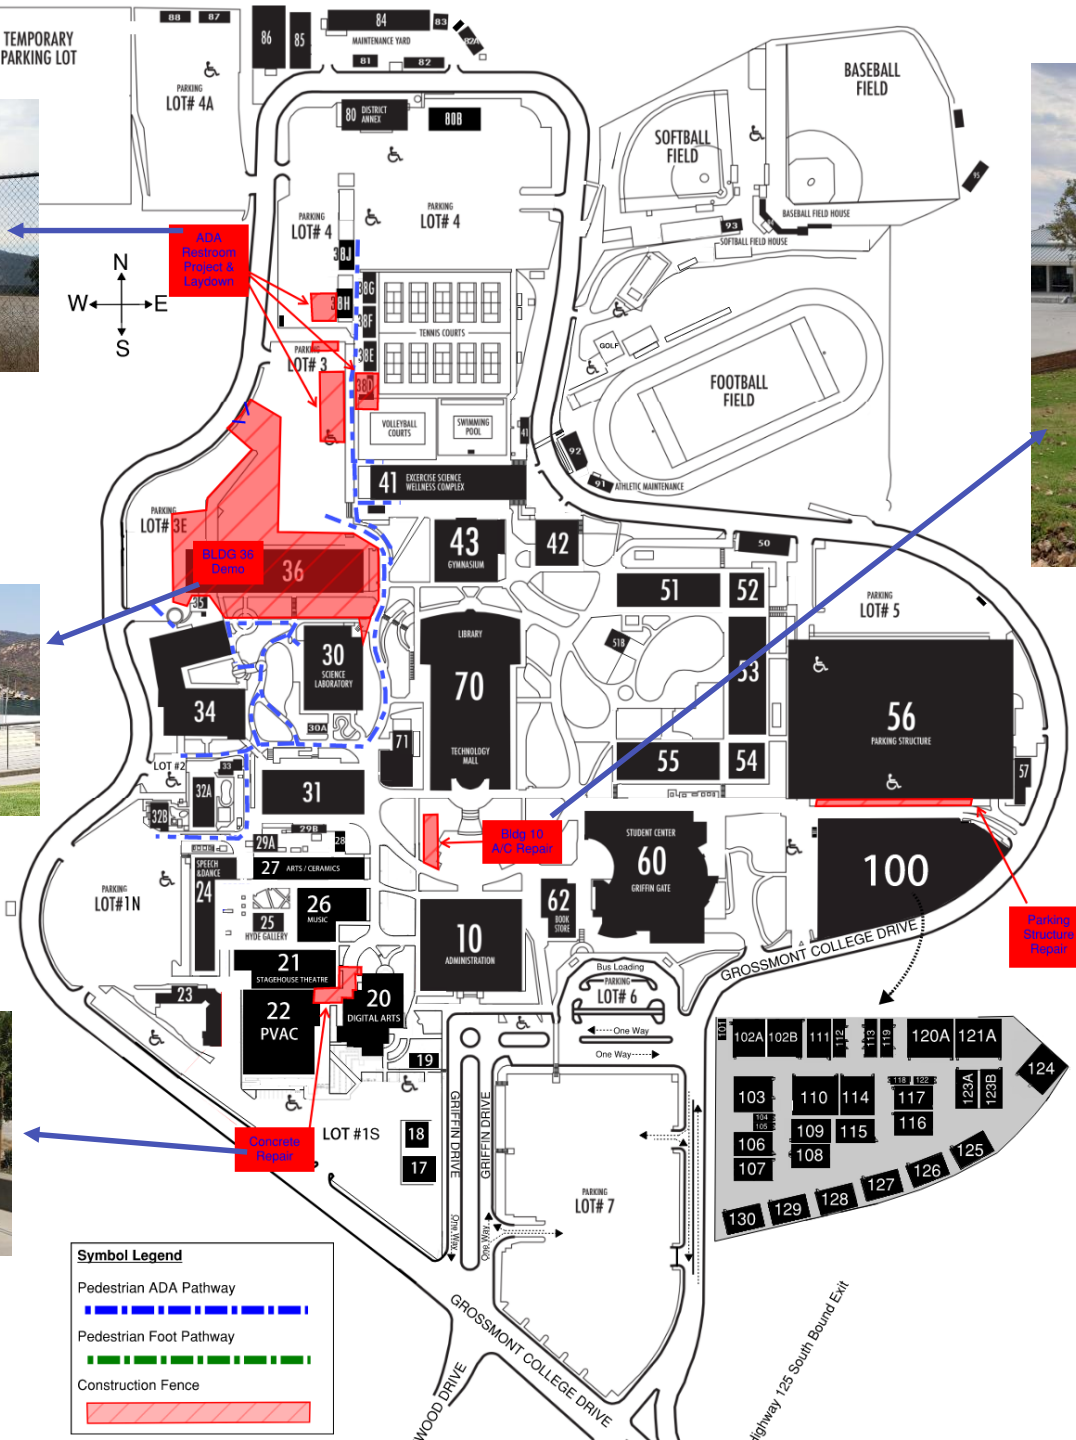 TEMPORARY
PARKING LOT
88
87
86
85
84
83
82A
MAINTENANCE YARD
81
82
PARKING
LOT# 4A
80 DISTRICT
ANNEX
80B
BASEBALL
FIELD
SOFTBALL
FIELD
95
BASEBALL FIELD HOUSE
93
SOFTBALL FIELD HOUSE
PARKING
LOT# 4
PARKING
LOT# 4
ADA
Restroom
Project &
Laydown
N
W
E
S
38J
38H
38G
38F
38E
38D
TENNIS COURTS
PARKING
LOT# 3
GOLF
FOOTBALL
FIELD
VOLLEYBALL
COURTS
SWIMMING
POOL
41
92
91
ATHLETIC MAINTENANCE
41 EXCERCISE SCIENCE
WELLNESS COMPLEX
PARKING
LOT# 3E
BLDG 36
Demo
36
35
43
GYMNASIUM
42
50
51
52
51B
53
PARKING
LOT# 5
LIBRARY
70
TECHNOLOGY
MALL
30
SCIENCE
LABORATORY
30A
34
71
56
PARKING STRUCTURE
57
55
54
LOT #2
33
32A
32B
31
29B
29A
28
27 ARTS / CERAMICS
SPEECH
&DANCE
24
26
MUSIC
25
HYDE GALLERY
PARKING
LOT#1N
Bldg 10
A/C Repair
STUDENT CENTER
60
GRIFFIN GATE
62
BOOK
STORE
10
ADMINISTRATION
100
Parking
Structure
Repair
21
STAGEHOUSE THEATRE
22
PVAC
20
DIGITAL ARTS
23
19
18
17
LOT #1S
Concrete
Repair
Bus Loading
PARKING
LOT# 6
One Way
One Way
GROSSMONT COLLEGE DRIVE
GRIFFIN DRIVE
GRIFFIN DRIVE
One Way
One Way
PARKING
LOT# 7
101
102A
102B
111
112
113
119
120A
121A
124
103
104
105
110
114
118
122
117
123A
123B
106
109
115
116
107
108
125
126
127
128
129
130
Symbol Legend
Pedestrian ADA Pathway
Pedestrian Foot Pathway
Construction Fence
GROSSMONT COLLEGE DRIVE
WOOD DRIVE
Highway 125 South Bound Exit